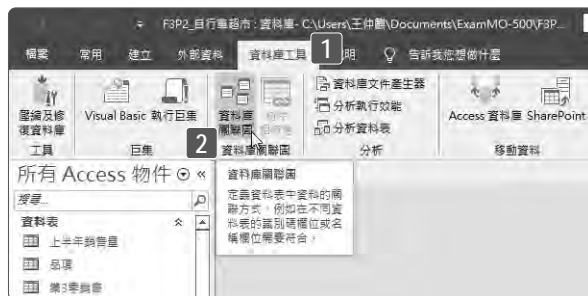 F3P2_自行車超市 : 資料庫- C:\Users\王仲麒\Documents\ExamMO-500\F3P...
檔案 常用 建立 外部資料 資料庫工具 1 說明 告訴我您想做什麼
壓縮及修復資料庫
Visual Basic 執行巨集
資料庫關聯圖
資料庫文件產生器
分析執行效能
分析資料表
Access 資料庫 SharePoint
工具 巨集 2 資料庫關聯圖 分析 移動資料
所有 Access 物件 «
搜尋...
資料表
上半年銷售量
品項
第3季銷售
資料庫關聯圖
定義資料表中資料的關
聯方式，例如在不同資
料表的識別碼欄位或名
稱欄位需要符合。